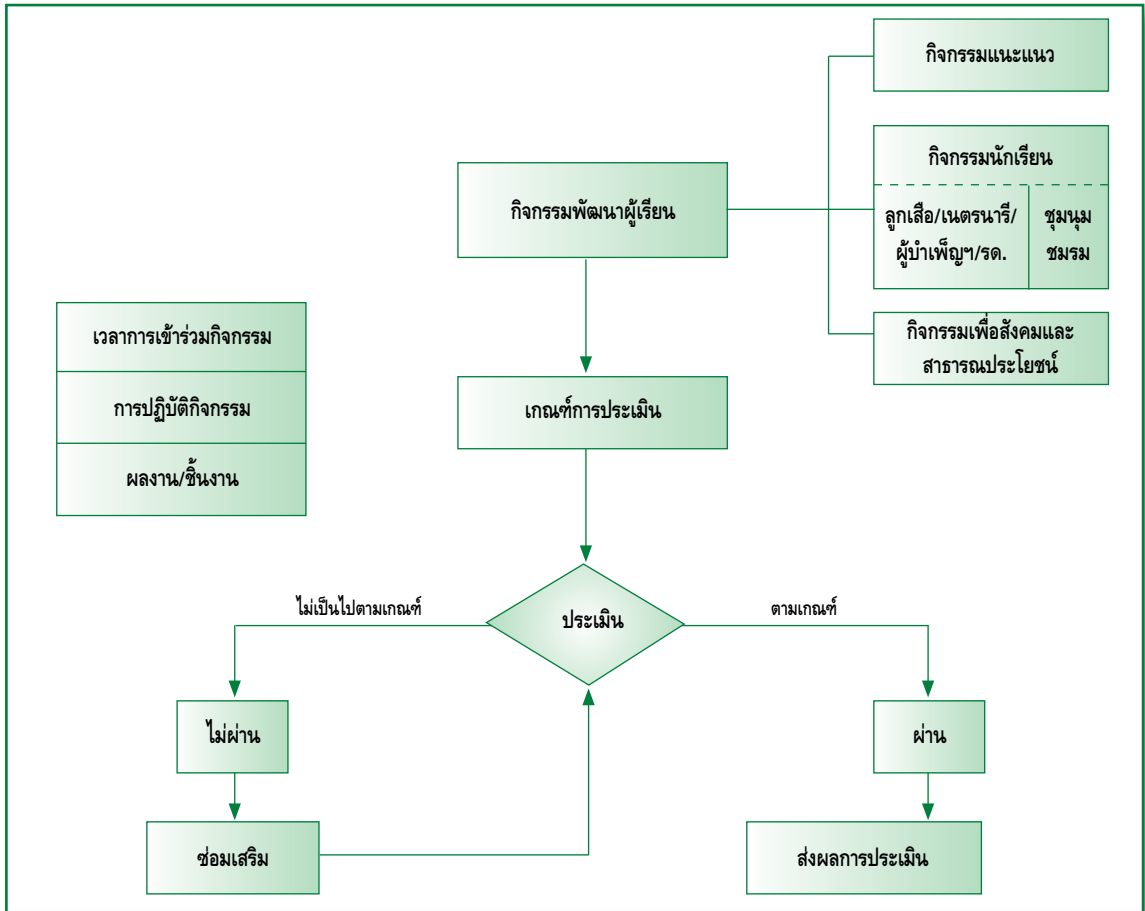 กิจกรรมแนะแนว
กิจกรรมนักเรียน
กิจกรรมพัฒนาผู้เรียน
ลูกเสือ/เนตรนารี/
ผู้บำเพ็ญฯ/รด.
ชุมนุม
ชมรม
กิจกรรมเพื่อสังคมและ
สาธารณประโยชน์
เวลาการเข้าร่วมกิจกรรม
การปฏิบัติกิจกรรม
ผลงาน/ชิ้นงาน
เกณฑ์การประเมิน
ไม่เป็นไปตามเกณฑ์
ประเมิน
ตามเกณฑ์
ไม่ผ่าน
ผ่าน
ซ่อมเสริม
ส่งผลการประเมิน